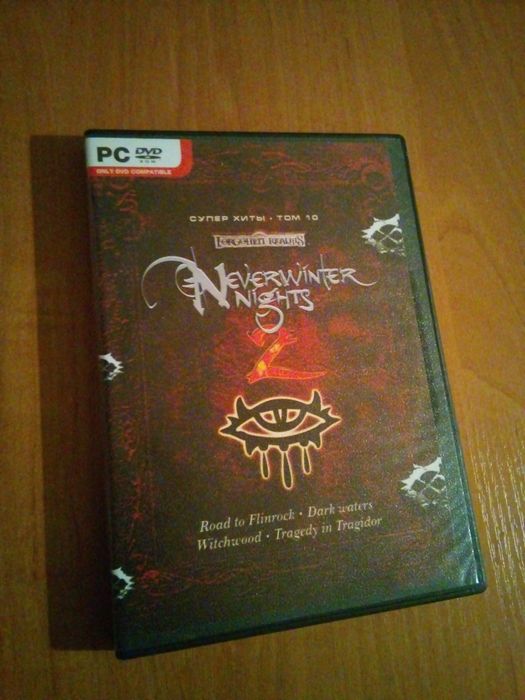 PC DVD
ROM
ONLY DVD COMPATIBLE
СУПЕР ХИТЫ · ТОМ 10
FORGOTTEN REALMS
NEVERWINTER
NIGHTS
2
Road to Flinrock · Dark waters
Witchwood · Tragedy in Tragidor